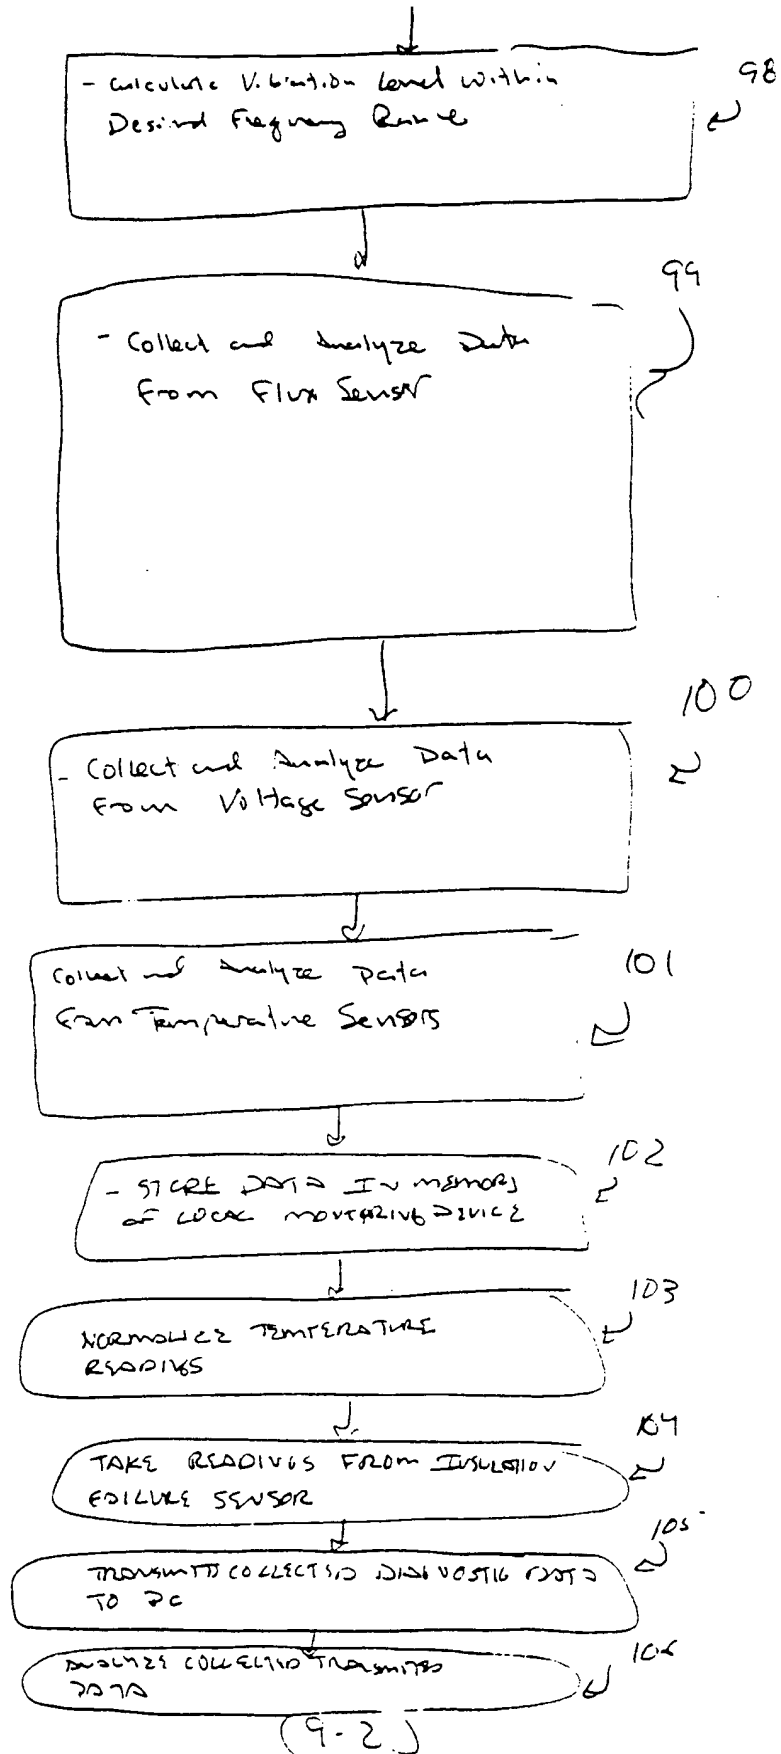 - Calculate Vibration Level within
Desired Frequency Range
98
99
- Collect and Analyze Data
From Flux Sensor
100
- Collect and Analyze Data
From Voltage Sensor
101
Collect and Analyze Data
From Temperature Sensors
102
- STORE DATA IN MEMORY
OF LOCAL MONITORING DEVICE
103
NORMALIZE TEMPERATURE
READINGS
104
TAKE READINGS FROM INSULATION
FAILURE SENSOR
105
TRANSMIT COLLECTED DIAGNOSTIC DATA
TO PC
106
ANALYZE COLLECTED TRANSMITED
DATA
(9-2)